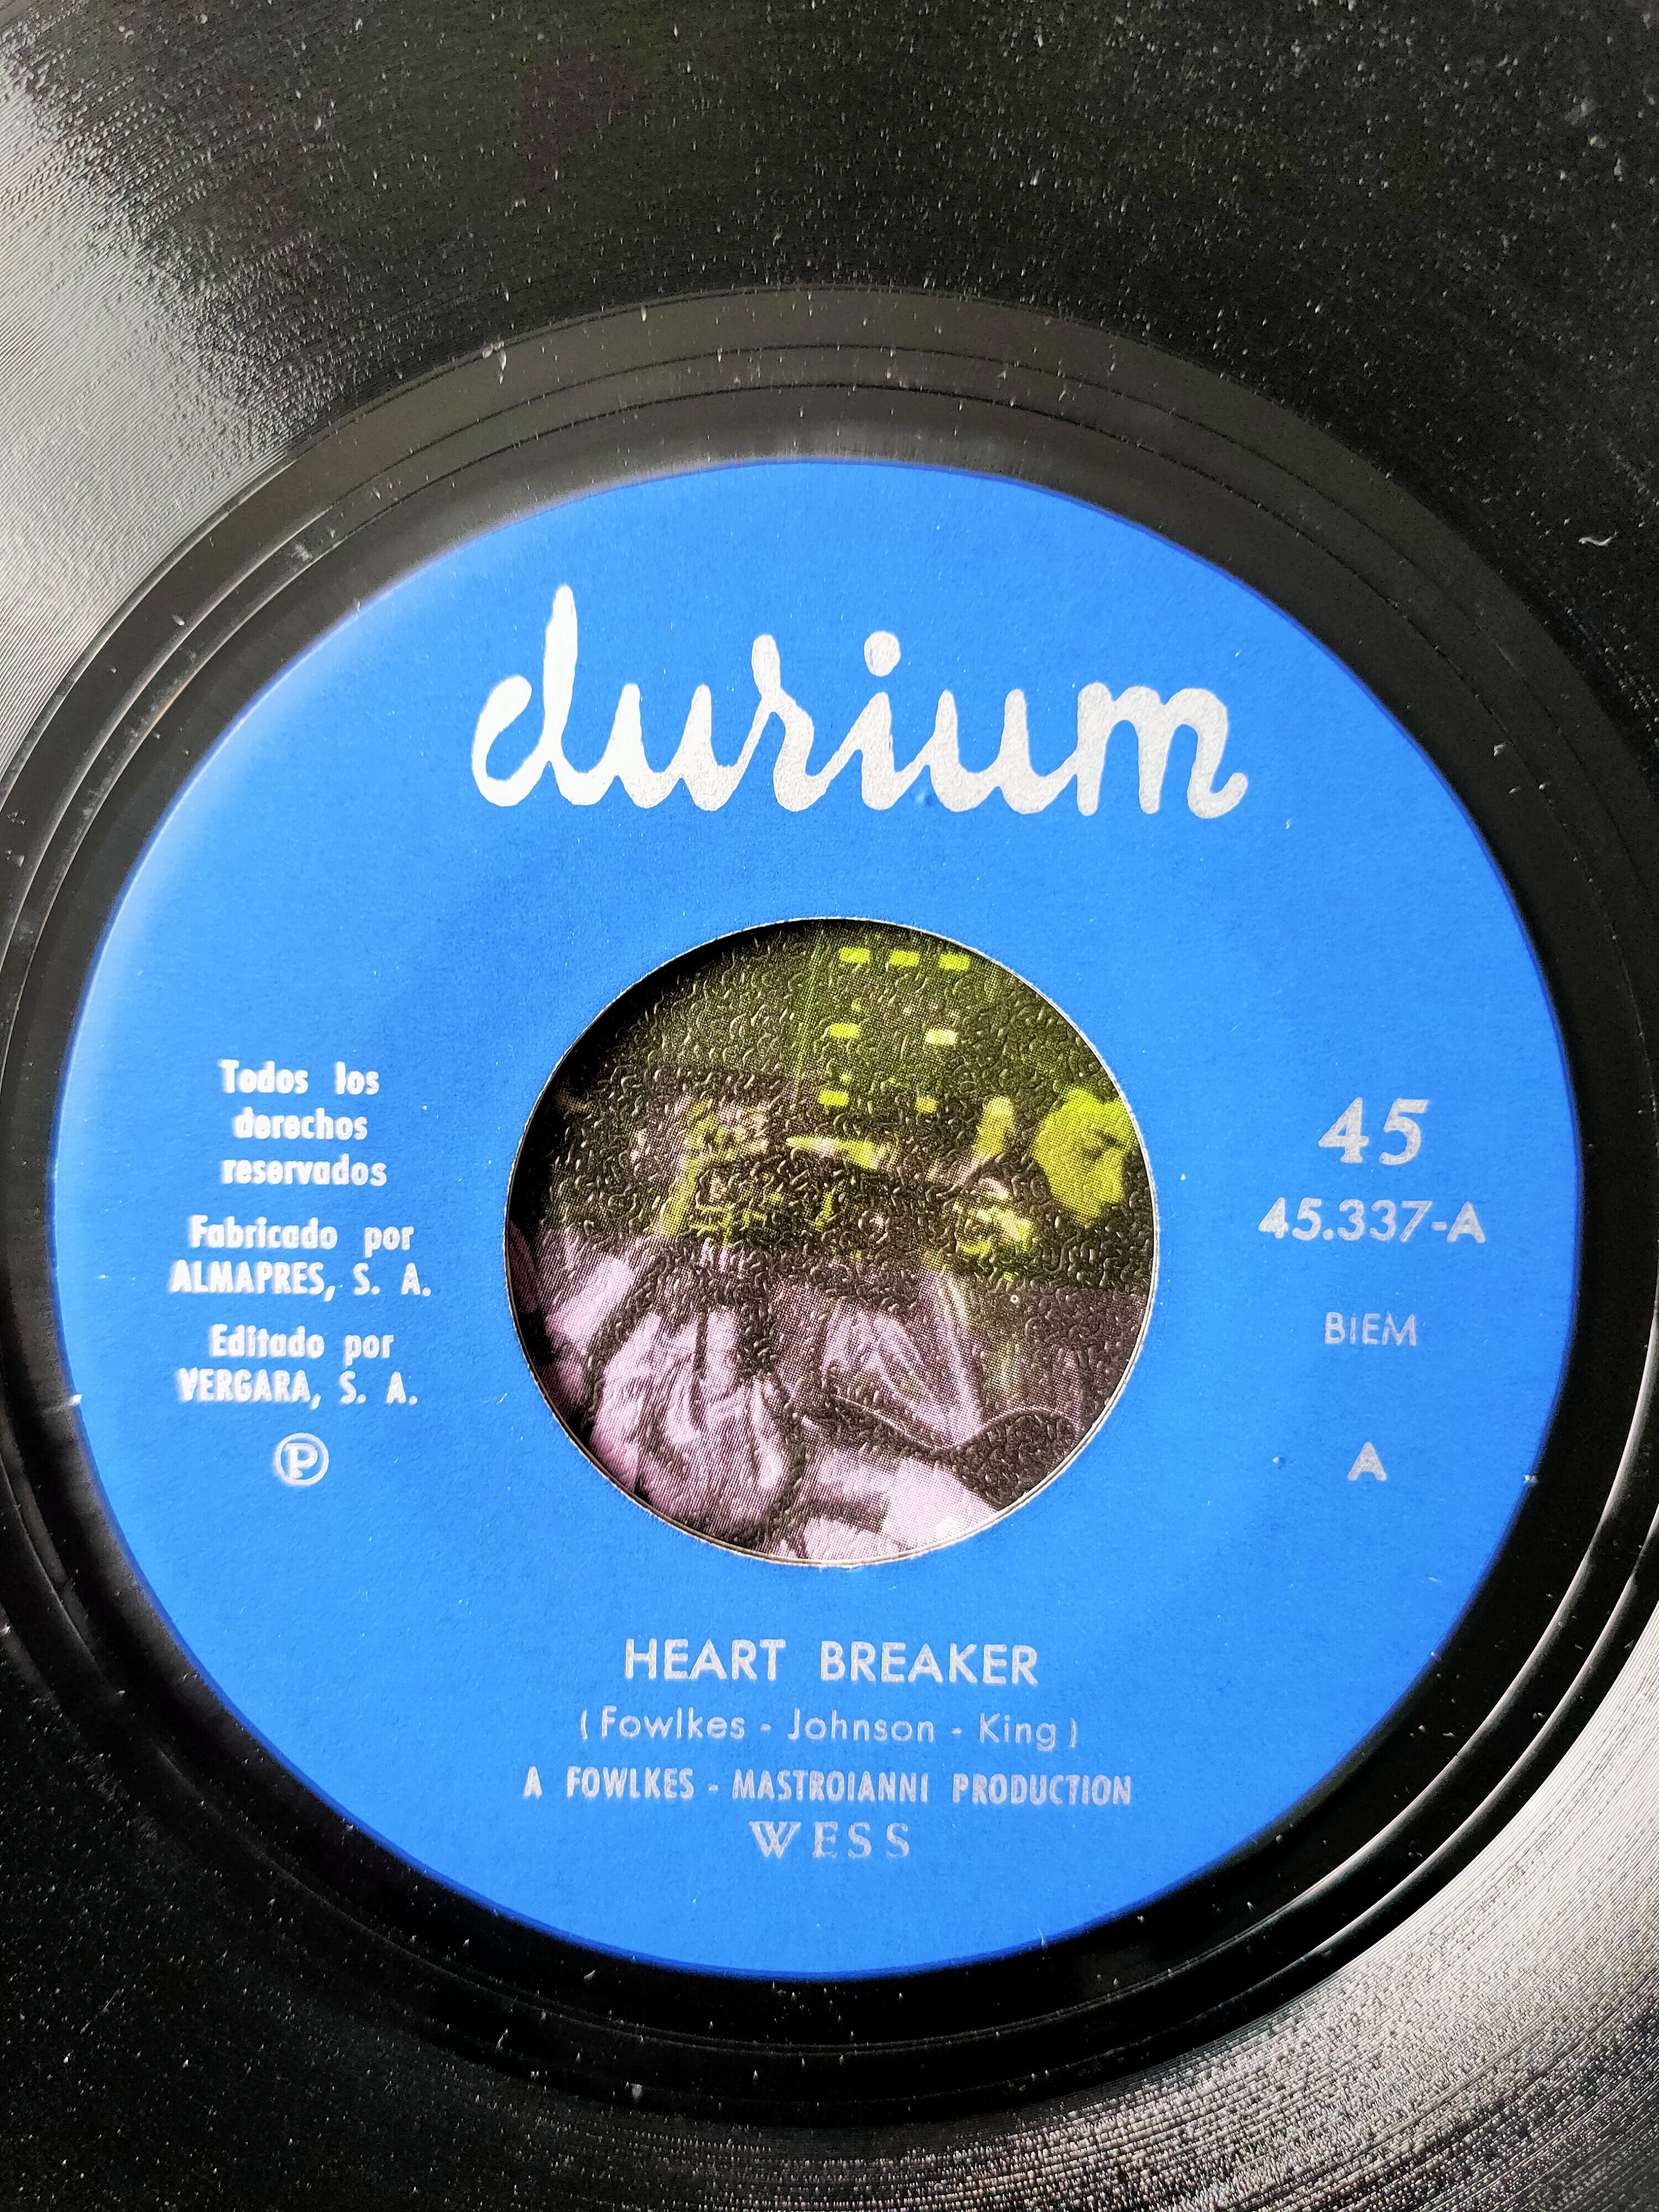 durium
Todos los
derechos
reservados
Fabricado por
ALMAPRES, S. A.
Editado por
VERGARA, S. A.
Ⓟ
45
45.337-A
BIEM
A
HEART BREAKER
(Fowlkes - Johnson - King)
A FOWLKES - MASTROIANNI PRODUCTION
WESS